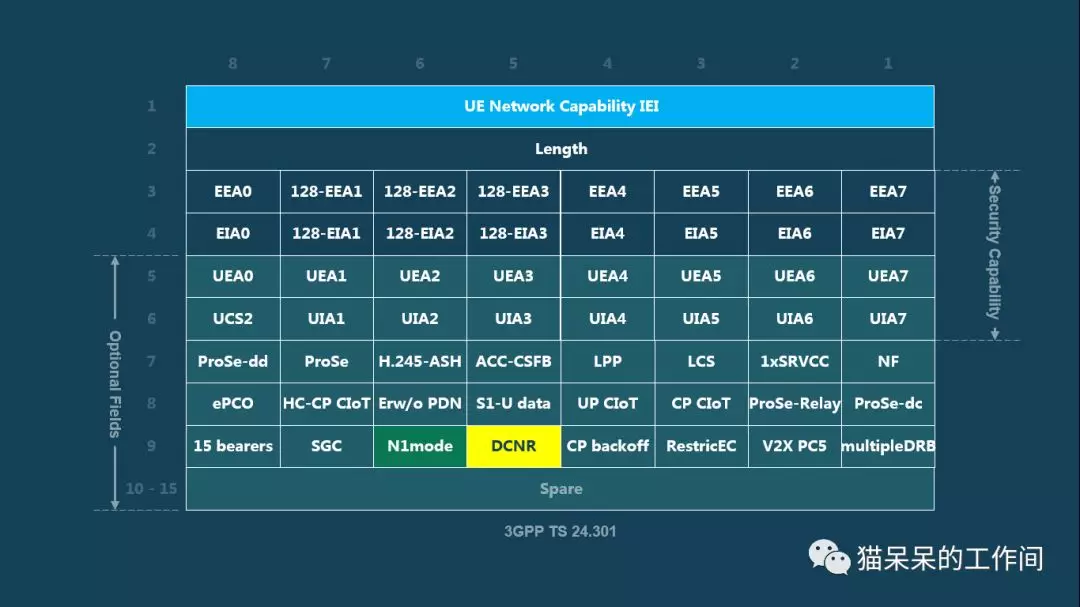 8 7 6 5 4 3 2 1
1 UE Network Capability IEI
2 Length
3 EEA0 128-EEA1 128-EEA2 128-EEA3 EEA4 EEA5 EEA6 EEA7
4 EIA0 128-EIA1 128-EIA2 128-EIA3 EIA4 EIA5 EIA6 EIA7
Security Capability
5 UEA0 UEA1 UEA2 UEA3 UEA4 UEA5 UEA6 UEA7
6 UCS2 UIA1 UIA2 UIA3 UIA4 UIA5 UIA6 UIA7
Optional Fields
7 ProSe-dd ProSe H.245-ASH ACC-CSFB LPP LCS 1xSRVCC NF
8 ePCO HC-CP CIoT Erw/o PDN S1-U data UP CIoT CP CIoT ProSe-Relay ProSe-dc
9 15 bearers SGC N1mode DCNR CP backoff RestricEC V2X PC5 multipleDRB
10 - 15 Spare
3GPP TS 24.301
猫呆呆的工作间